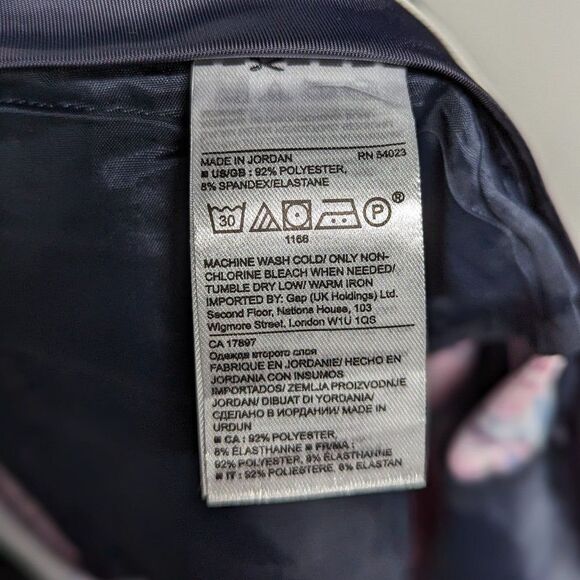 MADE IN JORDAN RN 54023
■ US/GB : 92% POLYESTER,
8% SPANDEX/ELASTANE
30 P
1166
MACHINE WASH COLD/ ONLY NON-
CHLORINE BLEACH WHEN NEEDED/
TUMBLE DRY LOW/ WARM IRON
IMPORTED BY: Gap (UK Holdings) Ltd.
Second Floor, Nations House, 103
Wigmore Street, London W1U 1QS
CA 17897
Одежда второго слоя
FABRIQUE EN JORDANIE/ HECHO EN
JORDANIA CON INSUMOS
IMPORTADOS/ ZEMLJA PROIZVODNJE
JORDAN/ DIBUAT DI YORDANIA/
СДЕЛАНО В ИОРДАНИИ/ MADE IN
URDUN
■ CA : 92% POLYESTER,
8% ÉLASTHANNE ■ FR/MA :
92% POLYESTER, 8% ÉLASTHANNE
■ IT : 92% POLIESTERE, 8% ELASTAN